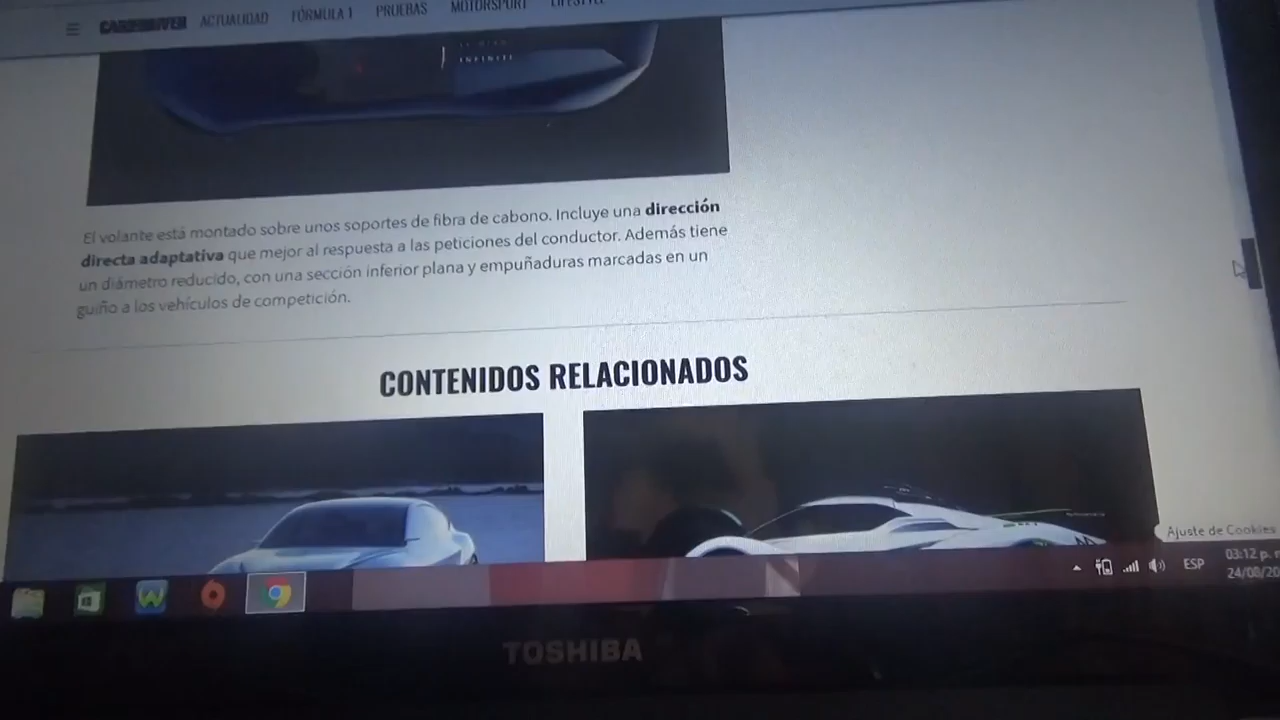 CARANDDRIVER ACTUALIDAD FÓRMULA 1 PRUEBAS MOTORSPORT LIFESTYLE
INFINITI
El volante está montado sobre unos soportes de fibra de cabono. Incluye una dirección
directa adaptativa que mejor al respuesta a las peticiones del conductor. Además tiene
un diámetro reducido, con una sección inferior plana y empuñaduras marcadas en un
guiño a los vehículos de competición.
CONTENIDOS RELACIONADOS
Ajuste de Cookies
ESP
03:12 p.
24/08/20
TOSHIBA